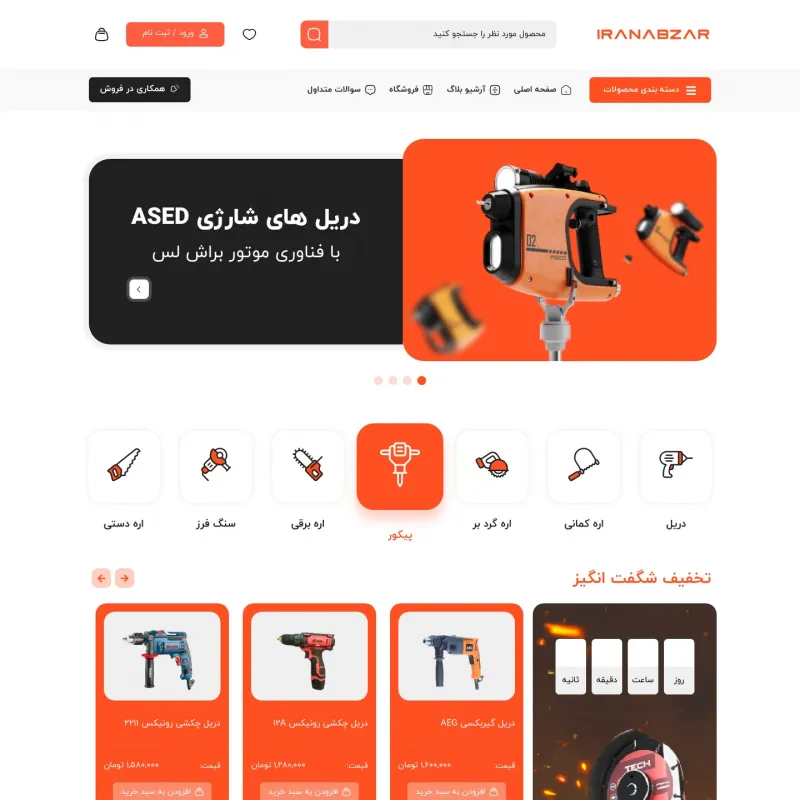 IRANABZAR
محصول مورد نظر را جستجو کنید
ورود / ثبت نام
دسته بندی محصولات
صفحه اصلی
آرشیو بلاگ
فروشگاه
سوالات متداول
همکاری در فروش
دریل های شارژی ASED
با فناوری موتور براش لس
02
ASED
دریل
اره کمانی
اره گرد بر
پیکور
اره برقی
سنگ فرز
اره دستی
تخفیف شگفت انگیز
روز
ساعت
دقیقه
ثانیه
TECH
دریل گیربکسی AEG
قیمت:
۱,۶۰۰,۰۰۰ تومان
افزودن به سبد خرید
دریل چکشی رونیکس ۱۲A
قیمت:
۱,۲۸۰,۰۰۰ تومان
افزودن به سبد خرید
دریل چکشی رونیکس ۲۲۱۱
قیمت:
۱,۵۸۰,۰۰۰ تومان
افزودن به سبد خرید